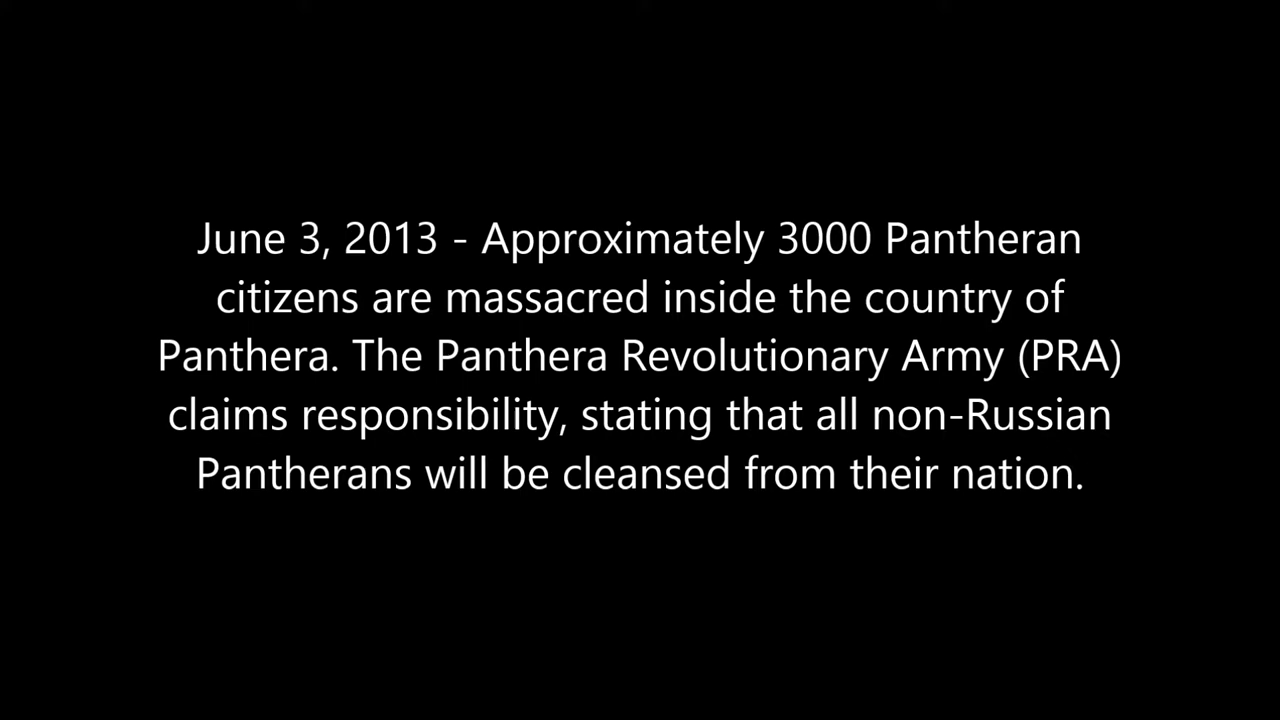 June 3, 2013 - Approximately 3000 Pantheran
citizens are massacred inside the country of
Panthera. The Panthera Revolutionary Army (PRA)
claims responsibility, stating that all non-Russian
Pantherans will be cleansed from their nation.